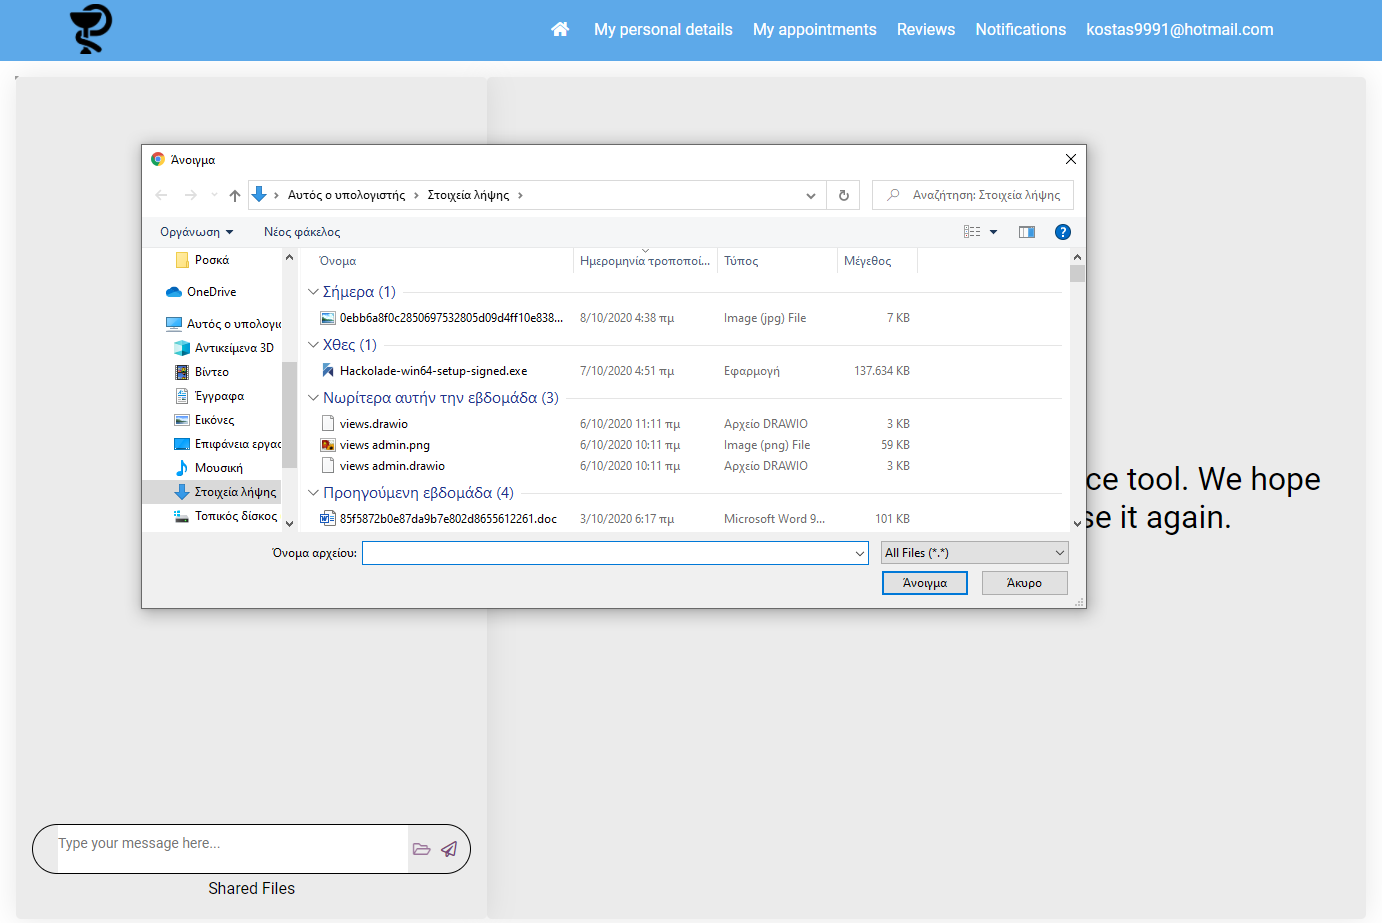 My personal details My appointments Reviews Notifications kostas9991@hotmail.com
Άνοιγμα
Αυτός ο υπολογιστής > Στοιχεία λήψης >
Αναζήτηση: Στοιχεία λήψης
Οργάνωση Νέος φάκελος
Ροσκά
OneDrive
Αυτός ο υπολογι
Αντικείμενα 3D
Βίντεο
Έγγραφα
Εικόνες
Επιφάνεια εργασ
Μουσική
Στοιχεία λήψης
Τοπικός δίσκος
Όνομα Ημερομηνία τροποποί... Τύπος Μέγεθος
Σήμερα (1)
0ebb6a8f0c2850697532805d09d4ff10e838... 8/10/2020 4:38 πμ Image (jpg) File 7 KB
Χθες (1)
Hackolade-win64-setup-signed.exe 7/10/2020 4:51 πμ Εφαρμογή 137.634 KB
Νωρίτερα αυτήν την εβδομάδα (3)
views.drawio 6/10/2020 11:11 πμ Αρχείο DRAWIO 3 KB
views admin.png 6/10/2020 10:11 πμ Image (png) File 59 KB
views admin.drawio 6/10/2020 10:11 πμ Αρχείο DRAWIO 3 KB
Προηγούμενη εβδομάδα (4)
85f5872b0e87da9b7e802d8655612261.doc 3/10/2020 6:17 πμ Microsoft Word 9... 101 KB
Όνομα αρχείου:
All Files (*.*)
Άνοιγμα Άκυρο
ce tool. We hope
se it again.
Type your message here...
Shared Files